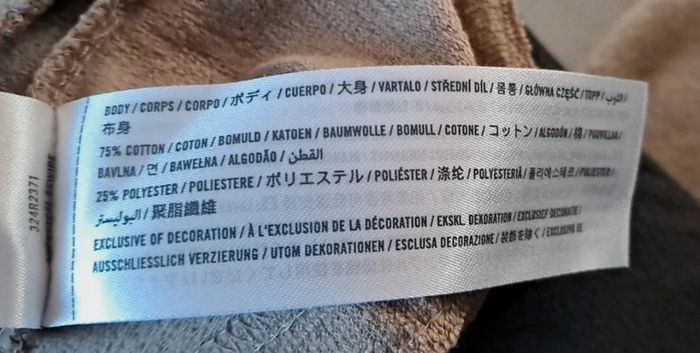 BODY / CORPS / CORPO / ボディ / CUERPO / 大身 / VARTALO / STŘEDNÍ DÍL / 몸통 / GŁÓWNA CZĘŚĆ / TOPP / الثوب /
布身
75% COTTON / COTON / BOMULD / KATOEN / BAUMWOLLE / BOMULL / COTONE / コットン / ALGODÓN / 棉 / PUUVILLAA /
BAVLNA / 면 / BAWEŁNA / ALGODÃO / القطن
25% POLYESTER / POLIESTERE / ポリエステル / POLIÉSTER / 涤纶 / POLYESTERIÄ / 폴리에스테르 / POLIESTER /
البوليستر / 聚脂纖維
EXCLUSIVE OF DECORATION / À L'EXCLUSION DE LA DÉCORATION / EKSKL. DEKORATION / EXCLUSIEF DECORATIE /
AUSSCHLIESSLICH VERZIERUNG / UTOM DEKORATIONEN / ESCLUSA DECORAZIONE / 装飾を除く / EXCLUSIVO DE
324R2371